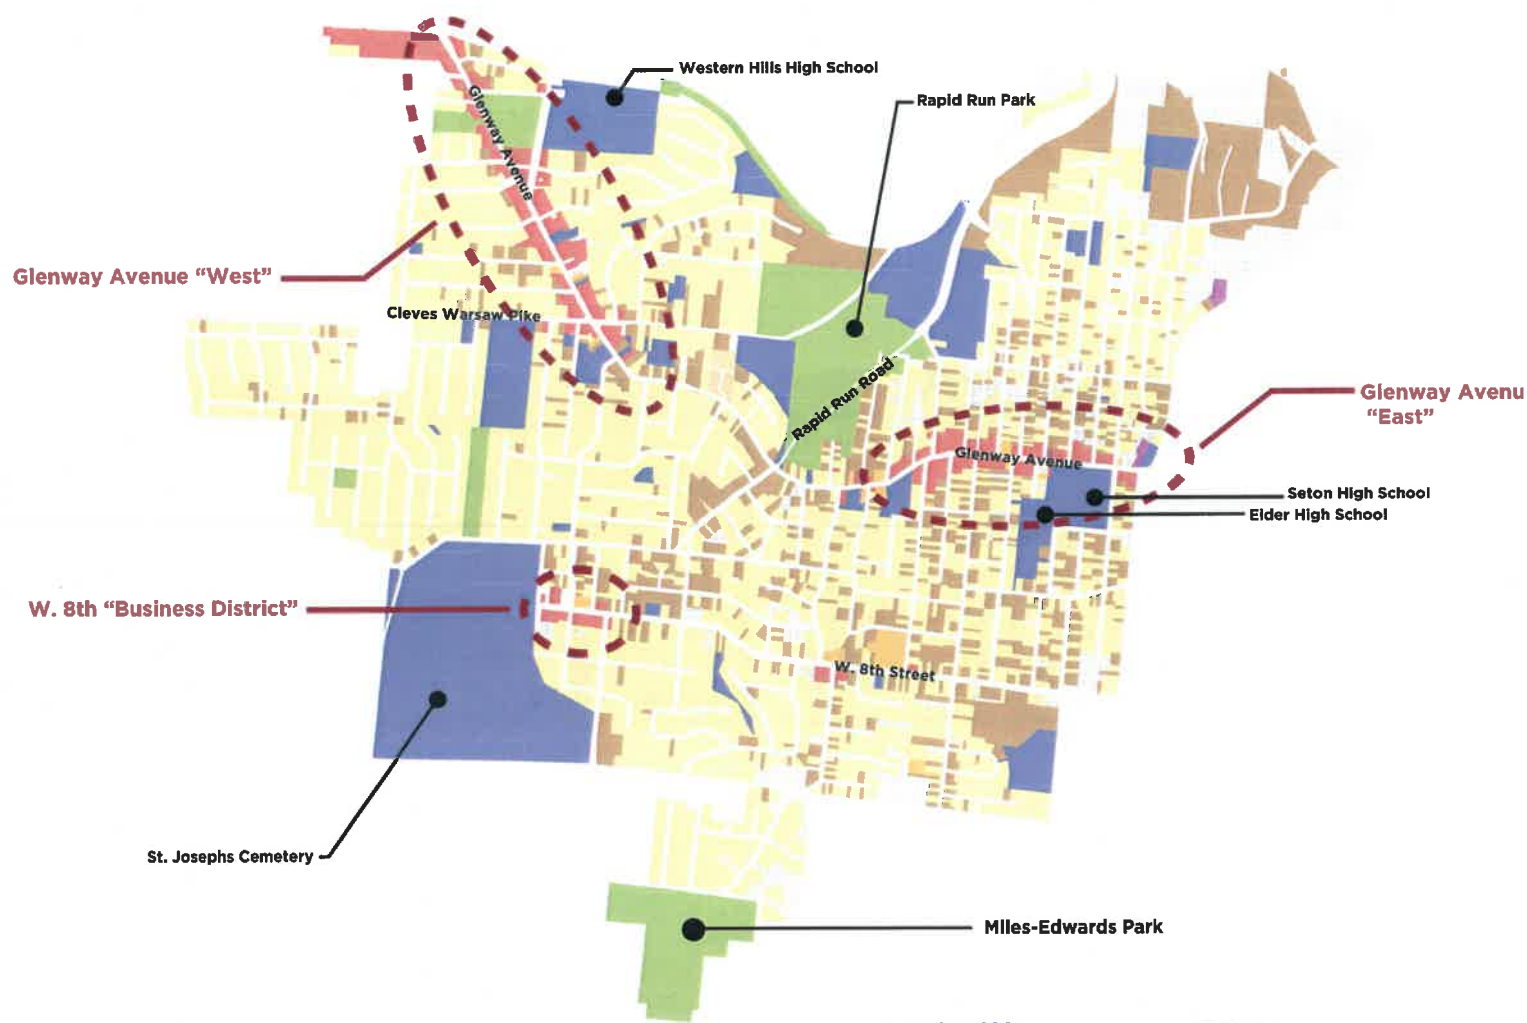 Western Hills High School
Rapid Run Park
Glenway Avenue
Glenway Avenue “West”
Cleves Warsaw Pike
Rapid Run Road
Glenway Avenu
“East”
Glenway Avenue
Seton High School
Elder High School
W. 8th “Business District”
W. 8th Street
St. Josephs Cemetery
Miles-Edwards Park